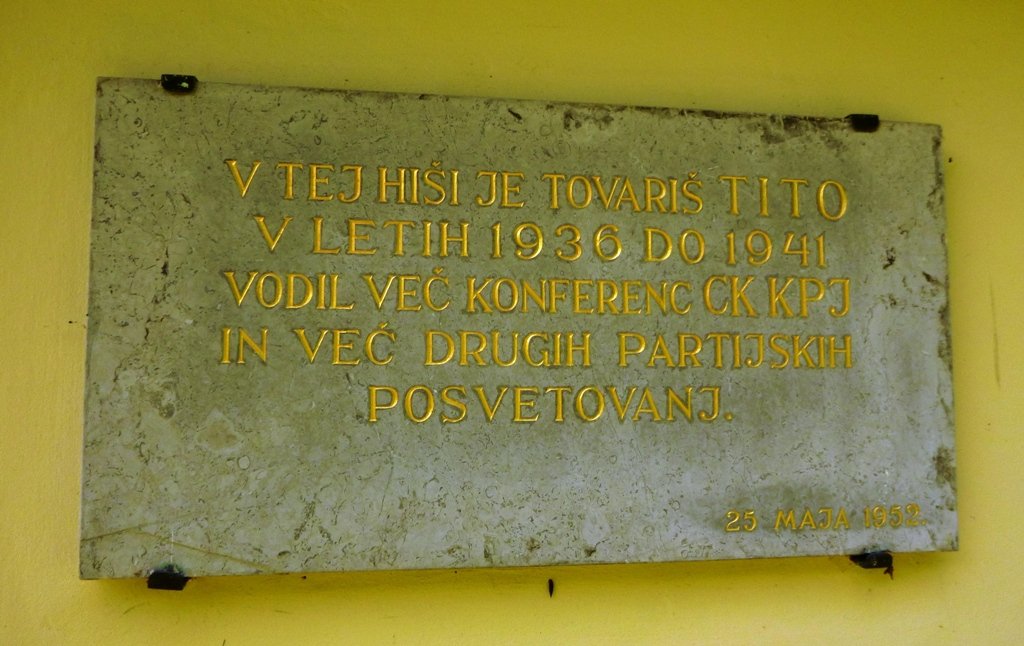 V TEJ HIŠI JE TOVARIŠ TITO
V LETIH 1936 DO 1941
VODIL VEČ KONFERENC CK KPJ
IN VEČ DRUGIH PARTIJSKIH
POSVETOVANJ.
25 MAJA 1952.